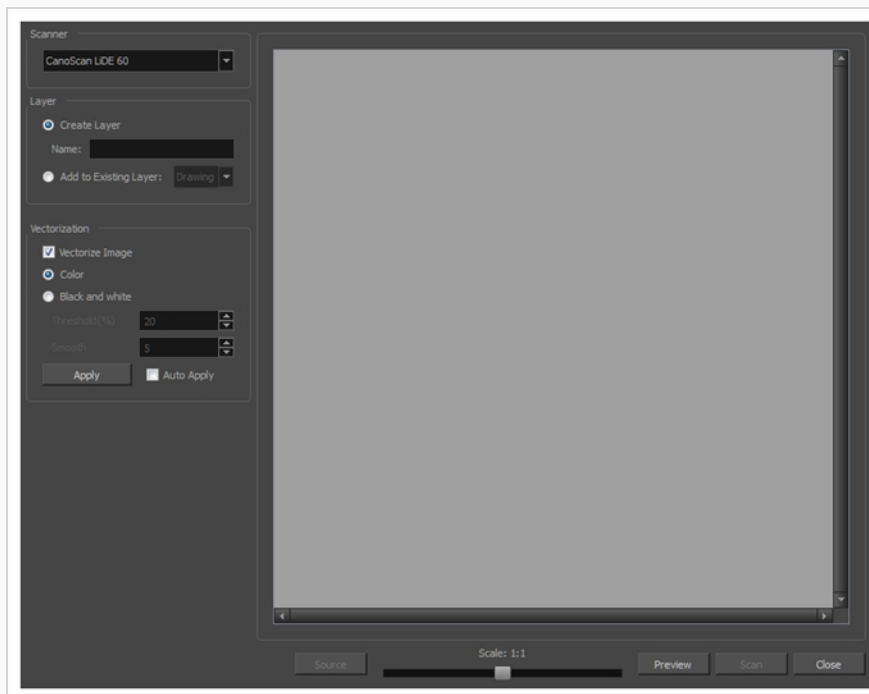 Scanner
CanoScan LiDE 60
Layer
Create Layer
Name:
Add to Existing Layer: Drawing
Vectorization
Vectorize Image
Color
Black and white
Threshold(%) 20
Smooth 5
Apply Auto Apply
Scale: 1:1
Source Preview Scan Close